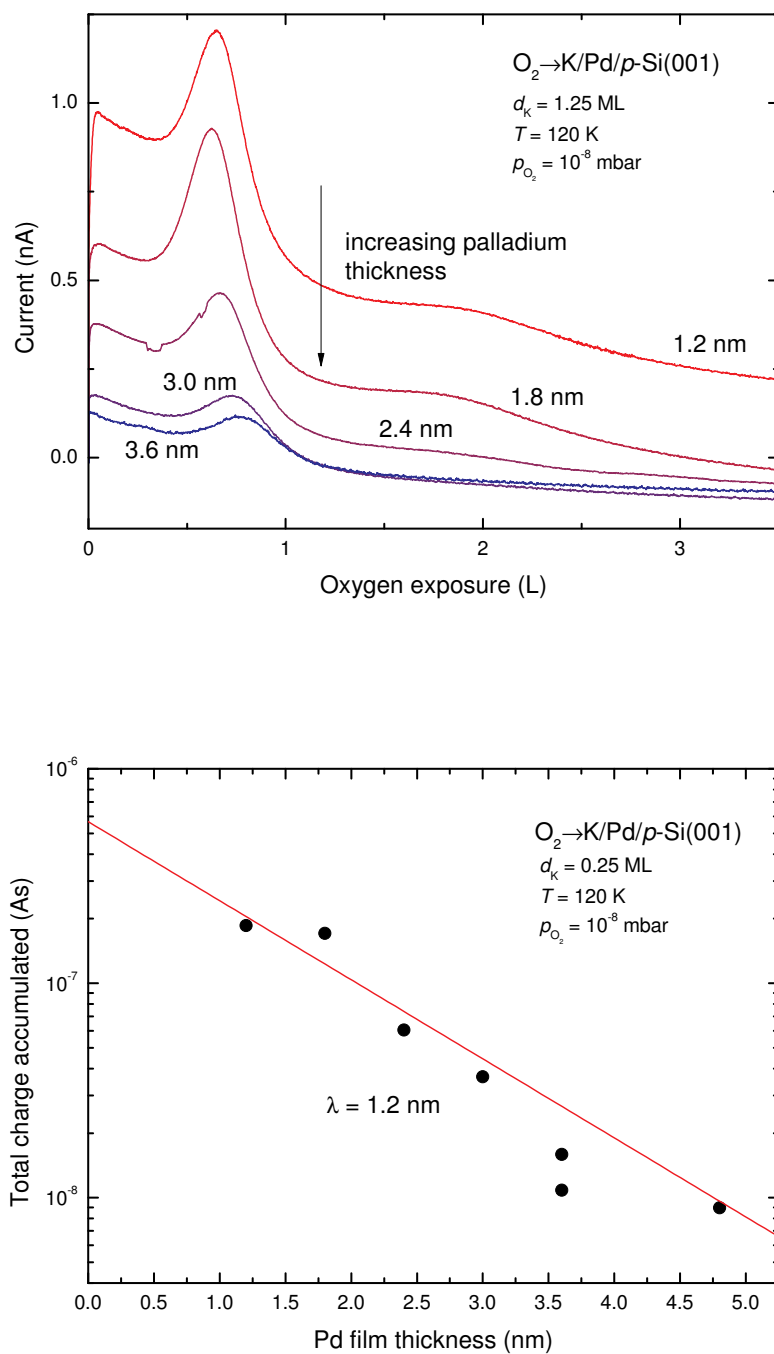 O₂→K/Pd/p-Si(001)
d_K = 1.25 ML
T = 120 K
p_O₂ = 10⁻⁸ mbar
1.0
0.5
0.0
Current (nA)
increasing palladium
thickness
1.2 nm
1.8 nm
2.4 nm
3.0 nm
3.6 nm
0 1 2 3
Oxygen exposure (L)
10⁻⁶
10⁻⁷
10⁻⁸
Total charge accumulated (As)
O₂→K/Pd/p-Si(001)
d_K = 0.25 ML
T = 120 K
p_O₂ = 10⁻⁸ mbar
λ = 1.2 nm
0.0 0.5 1.0 1.5 2.0 2.5 3.0 3.5 4.0 4.5 5.0
Pd film thickness (nm)